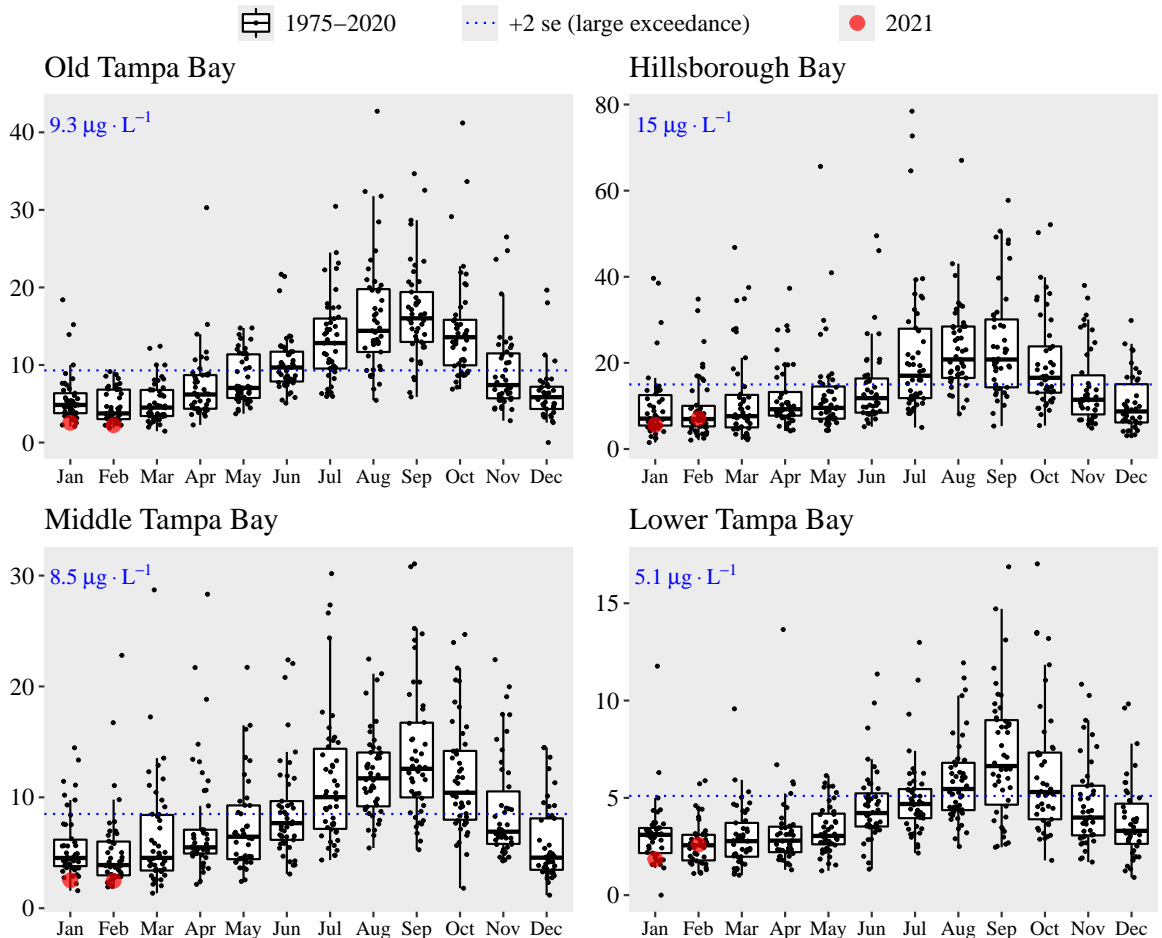 1975–2020 +2 se (large exceedance) 2021
Old Tampa Bay
9.3 μg · L⁻¹
40
30
20
10
0
Jan Feb Mar Apr May Jun Jul Aug Sep Oct Nov Dec
Hillsborough Bay
15 μg · L⁻¹
80
60
40
20
0
Jan Feb Mar Apr May Jun Jul Aug Sep Oct Nov Dec
Middle Tampa Bay
8.5 μg · L⁻¹
30
20
10
0
Jan Feb Mar Apr May Jun Jul Aug Sep Oct Nov Dec
Lower Tampa Bay
5.1 μg · L⁻¹
15
10
5
0
Jan Feb Mar Apr May Jun Jul Aug Sep Oct Nov Dec